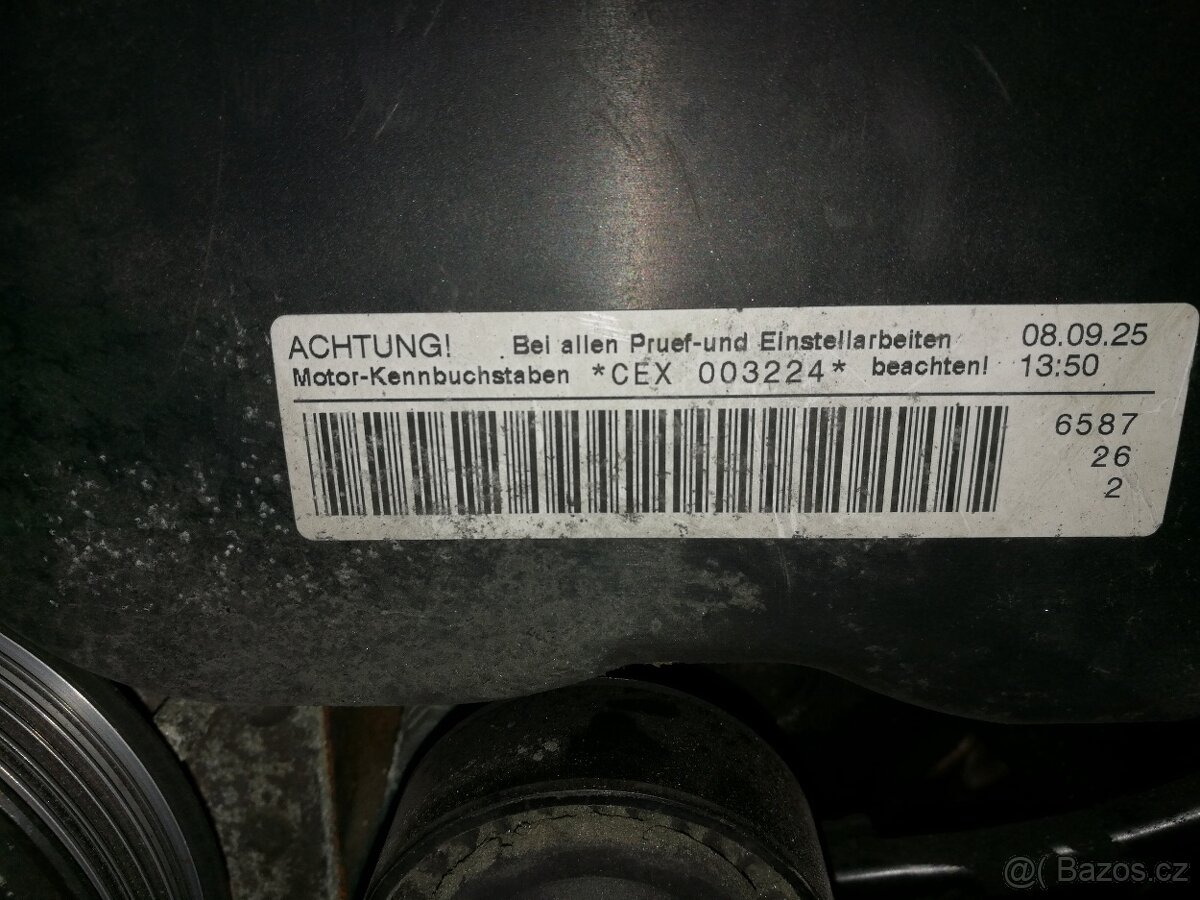 ACHTUNG! Bei allen Pruef-und Einstellarbeiten 08.09.25
Motor-Kennbuchstaben *CEX 003224* beachten! 13:50
6587
26
2
@( Bazos.cz